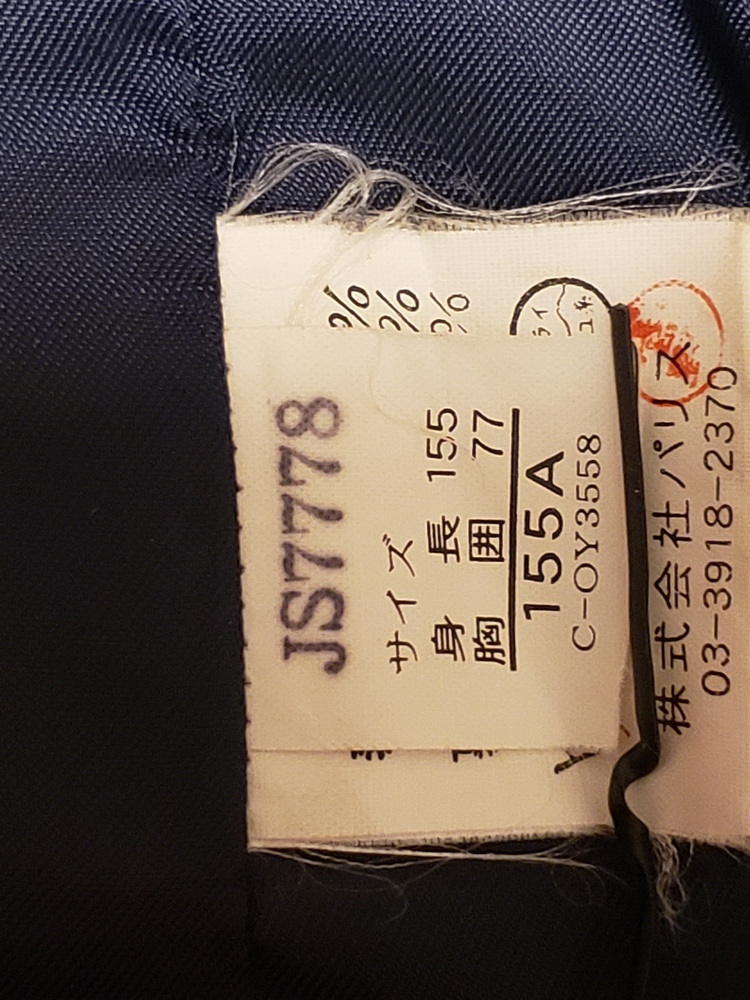 JS7778
サイズ
身 長 155
胸 囲 77
155A
C-OY3558
%
%
%
株式会社パリス
03-3918-2370